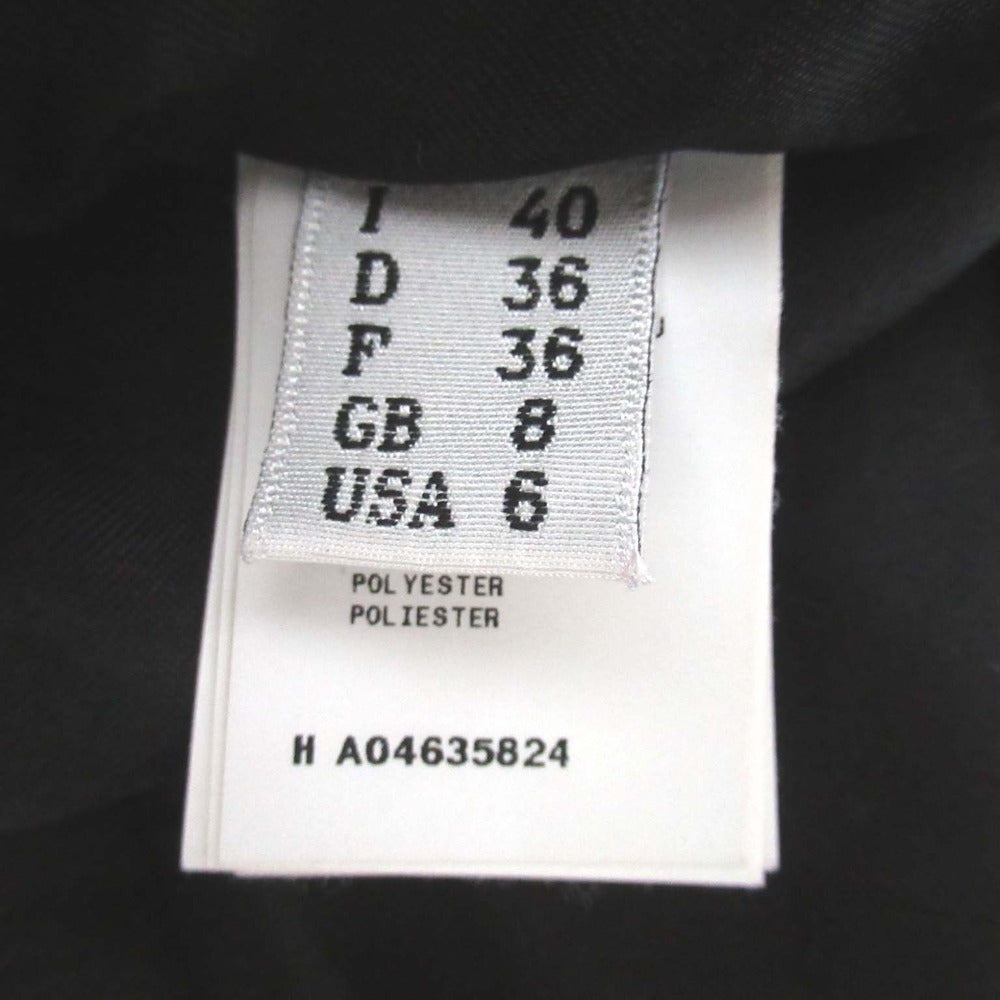 I 40
D 36
F 36
GB 8
USA 6
POLYESTER
POLIESTER
H A04635824